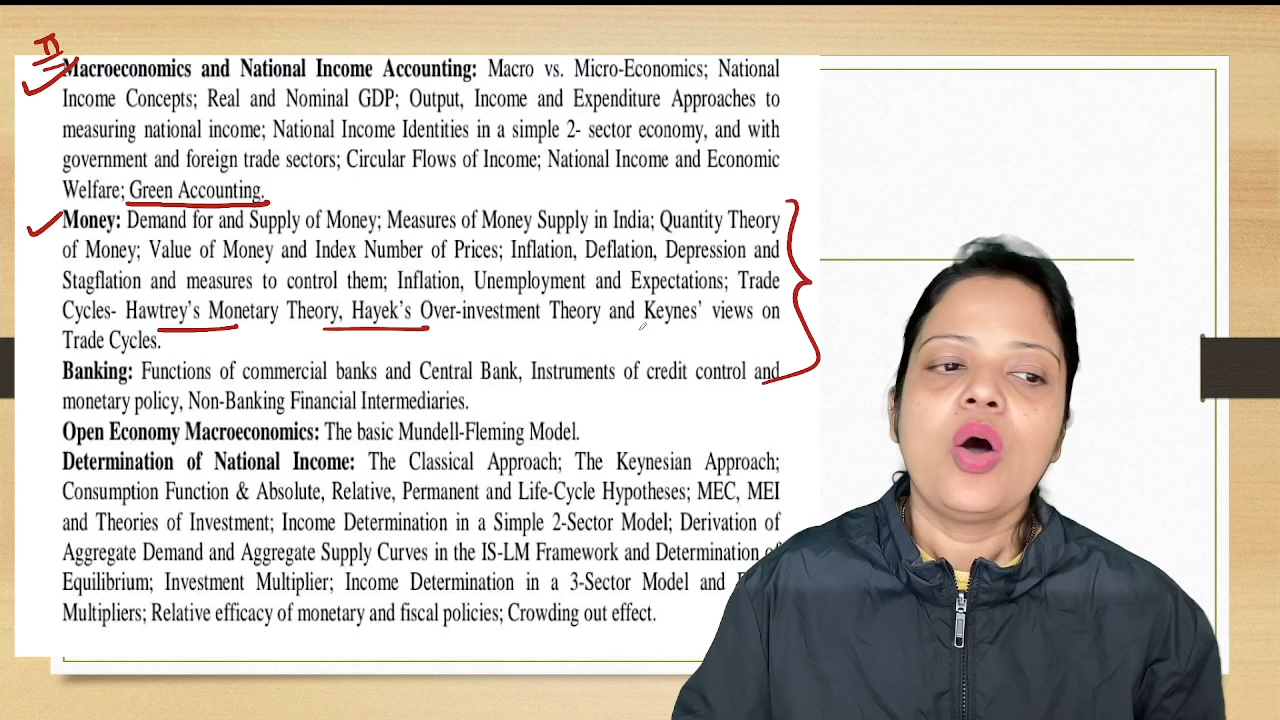 Macroeconomics and National Income Accounting: Macro vs. Micro-Economics; National
Income Concepts; Real and Nominal GDP; Output, Income and Expenditure Approaches to
measuring national income; National Income Identities in a simple 2- sector economy, and with
government and foreign trade sectors; Circular Flows of Income; National Income and Economic
Welfare; Green Accounting.
Money: Demand for and Supply of Money; Measures of Money Supply in India; Quantity Theory
of Money; Value of Money and Index Number of Prices; Inflation, Deflation, Depression and
Stagflation and measures to control them; Inflation, Unemployment and Expectations; Trade
Cycles- Hawtrey's Monetary Theory, Hayek's Over-investment Theory and Keynes' views on
Trade Cycles.
Banking: Functions of commercial banks and Central Bank, Instruments of credit control and
monetary policy, Non-Banking Financial Intermediaries.
Open Economy Macroeconomics: The basic Mundell-Fleming Model.
Determination of National Income: The Classical Approach; The Keynesian Approach;
Consumption Function & Absolute, Relative, Permanent and Life-Cycle Hypotheses; MEC, MEI
and Theories of Investment; Income Determination in a Simple 2-Sector Model; Derivation of
Aggregate Demand and Aggregate Supply Curves in the IS-LM Framework and Determination of
Equilibrium; Investment Multiplier; Income Determination in a 3-Sector Model and
Multipliers; Relative efficacy of monetary and fiscal policies; Crowding out effect.